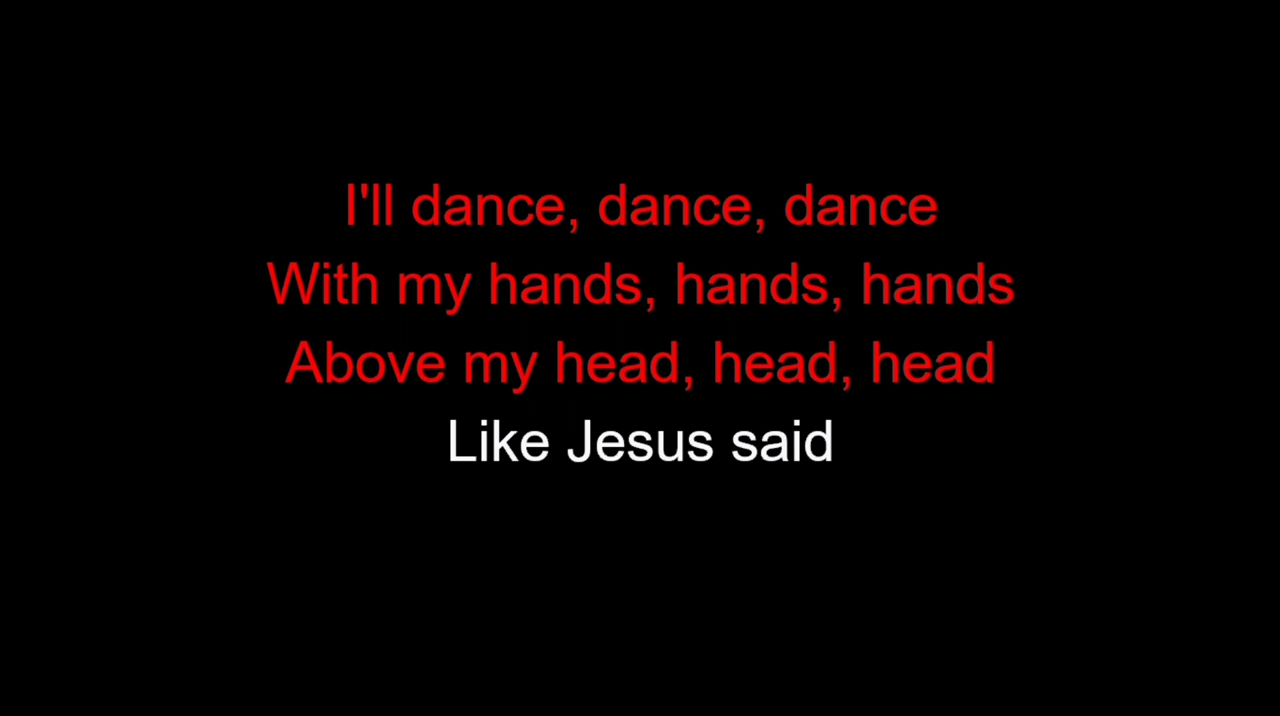 I'll dance, dance, dance
With my hands, hands, hands
Above my head, head, head
Like Jesus said